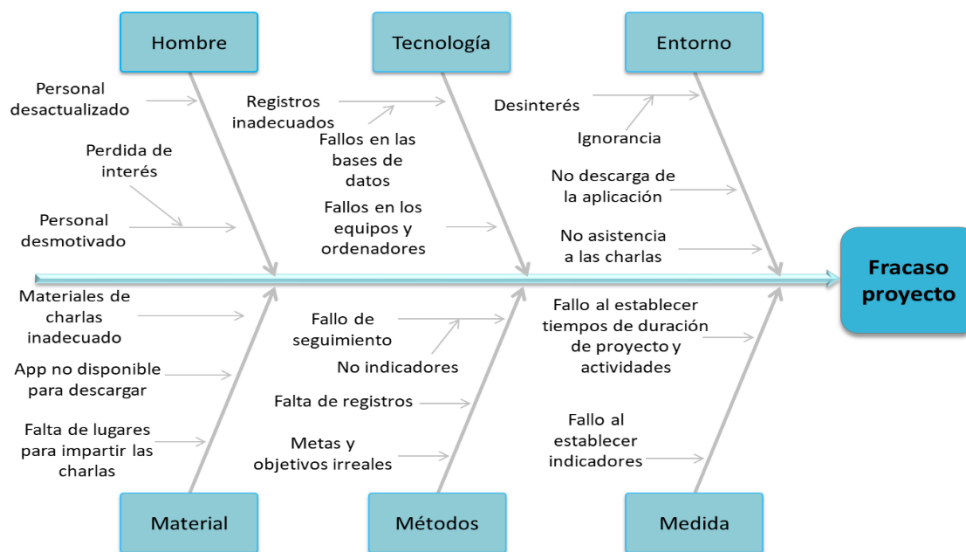 Hombre
Tecnología
Entorno
Personal
desactualizado
Perdida de
interés
Personal
desmotivado
Registros
inadecuados
Fallos en las
bases de
datos
Fallos en los
equipos y
ordenadores
Desinterés
Ignorancia
No descarga de
la aplicación
No asistencia
a las charlas
Fracaso
proyecto
Materiales de
charlas
inadecuado
App no disponible
para descargar
Falta de lugares
para impartir las
charlas
Fallo de
seguimiento
No indicadores
Falta de registros
Metas y
objetivos irreales
Fallo al establecer
tiempos de duración
de proyecto y
actividades
Fallo al
establecer
indicadores
Material
Métodos
Medida